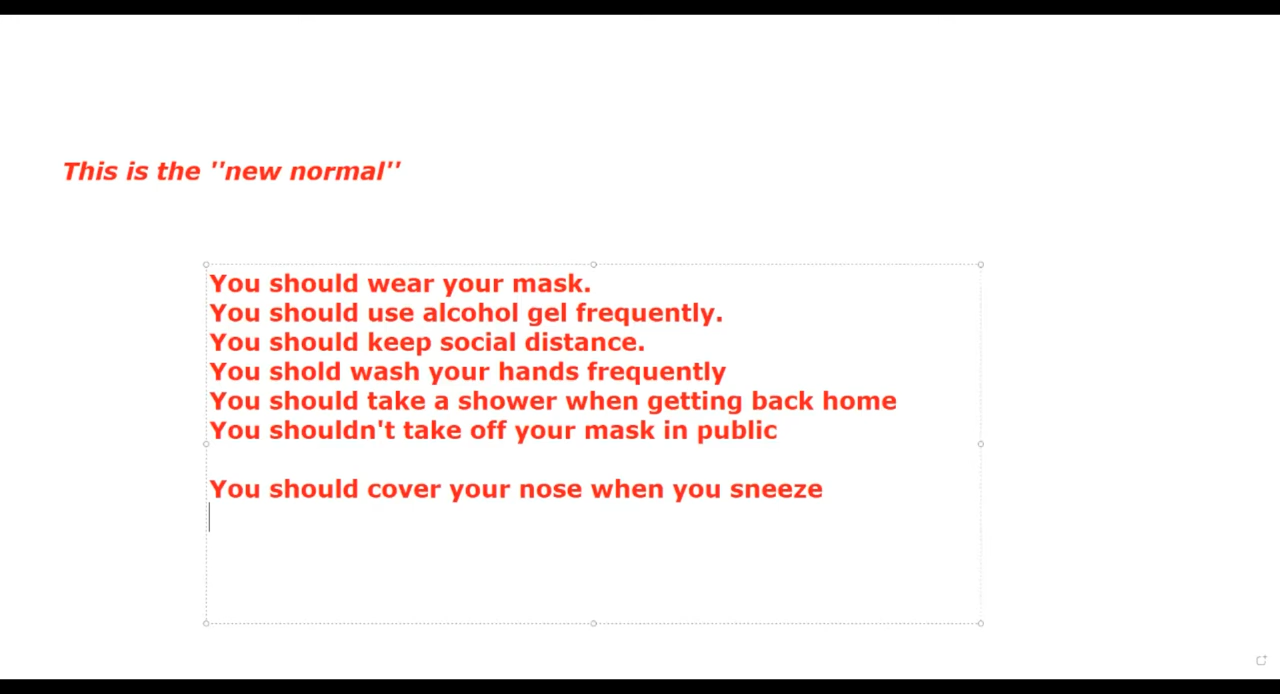 This is the ''new normal''
You should wear your mask.
You should use alcohol gel frequently.
You should keep social distance.
You shold wash your hands frequently
You should take a shower when getting back home
You shouldn't take off your mask in public
You should cover your nose when you sneeze